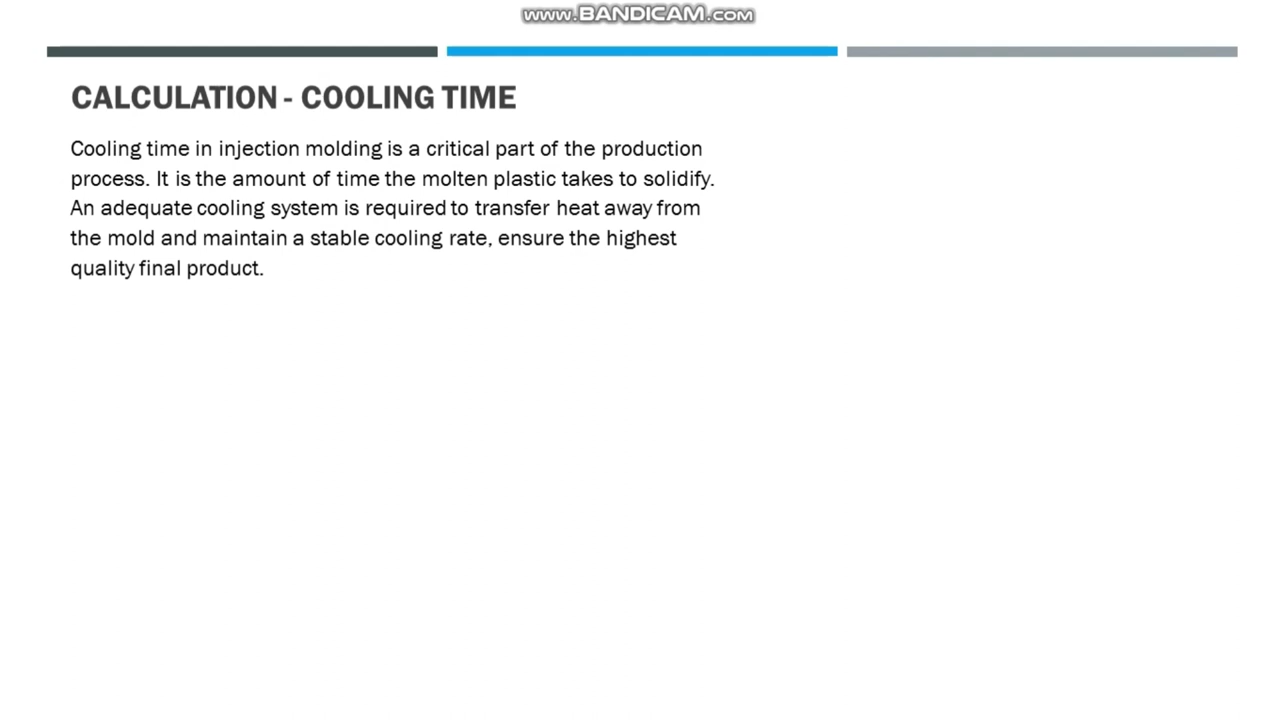 www.BANDICAM.com
CALCULATION - COOLING TIME
Cooling time in injection molding is a critical part of the production
process. It is the amount of time the molten plastic takes to solidify.
An adequate cooling system is required to transfer heat away from
the mold and maintain a stable cooling rate, ensure the highest
quality final product.